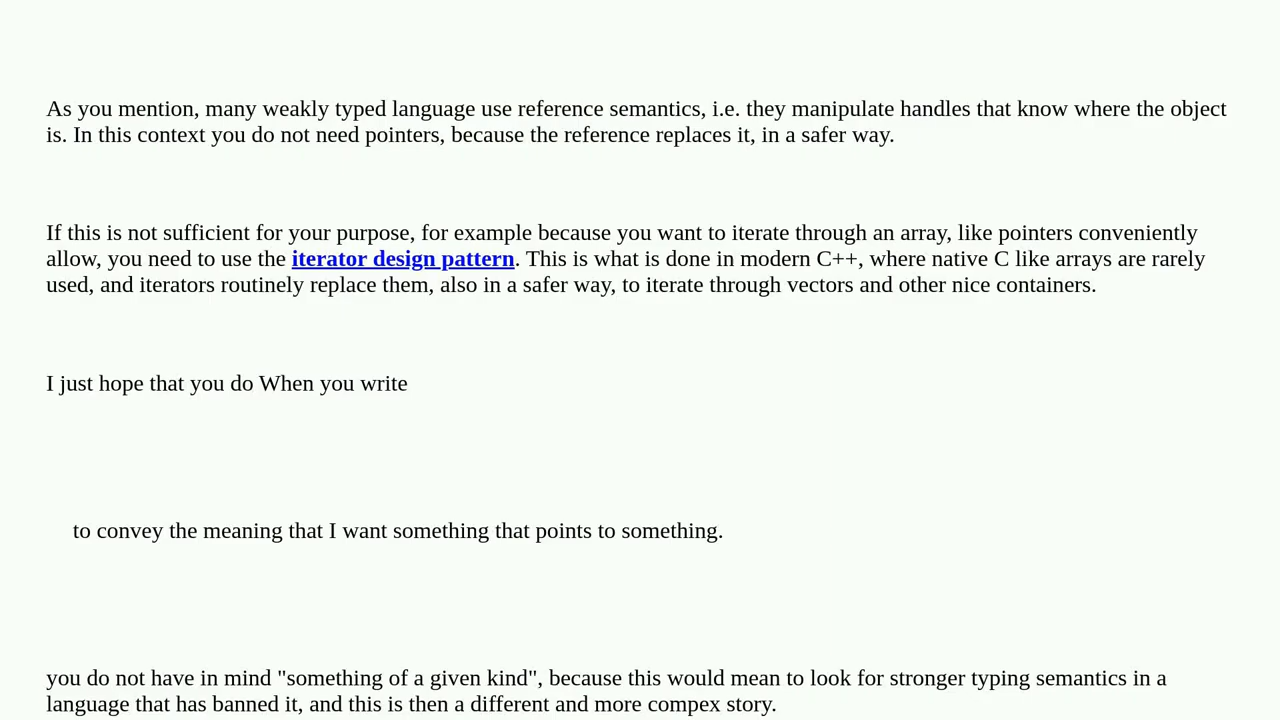 As you mention, many weakly typed language use reference semantics, i.e. they manipulate handles that know where the object
is. In this context you do not need pointers, because the reference replaces it, in a safer way.
If this is not sufficient for your purpose, for example because you want to iterate through an array, like pointers conveniently
allow, you need to use the iterator design pattern. This is what is done in modern C++, where native C like arrays are rarely
used, and iterators routinely replace them, also in a safer way, to iterate through vectors and other nice containers.
I just hope that you do When you write
to convey the meaning that I want something that points to something.
you do not have in mind "something of a given kind", because this would mean to look for stronger typing semantics in a
language that has banned it, and this is then a different and more compex story.